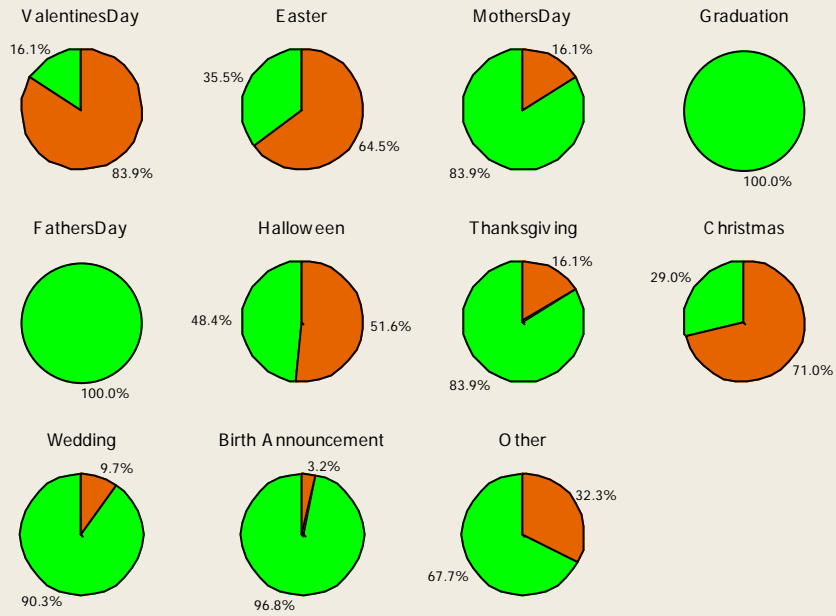 ValentinesDay
16.1%
83.9%
Easter
35.5%
64.5%
MothersDay
16.1%
83.9%
Graduation
100.0%
FathersDay
100.0%
Halloween
48.4%
51.6%
Thanksgiving
16.1%
83.9%
Christmas
29.0%
71.0%
Wedding
9.7%
90.3%
Birth Announcement
3.2%
96.8%
Other
32.3%
67.7%